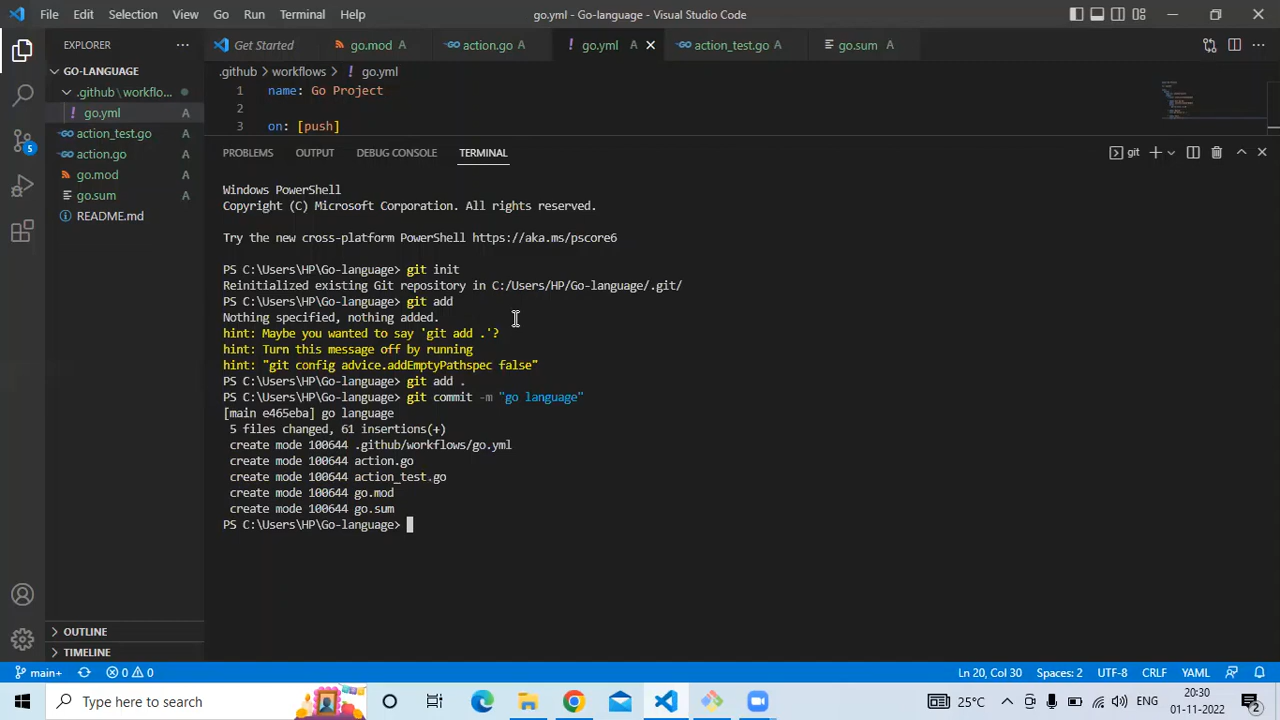 File Edit Selection View Go Run Terminal Help
go.yml - Go-language - Visual Studio Code
EXPLORER
Get Started go.mod A action.go A go.yml A action_test.go A go.sum A
GO-LANGUAGE
.github\workflo...
go.yml A
action_test.go A
action.go A
go.mod A
go.sum A
README.md
.github > workflows > go.yml
1 name: Go Project
2
3 on: [push]
PROBLEMS OUTPUT DEBUG CONSOLE TERMINAL
git
Windows PowerShell
Copyright (C) Microsoft Corporation. All rights reserved.
Try the new cross-platform PowerShell https://aka.ms/pscore6
PS C:\Users\HP\Go-language> git init
Reinitialized existing Git repository in C:/Users/HP/Go-language/.git/
PS C:\Users\HP\Go-language> git add
Nothing specified, nothing added.
hint: Maybe you wanted to say 'git add .'?
hint: Turn this message off by running
hint: "git config advice.addEmptyPathspec false"
PS C:\Users\HP\Go-language> git add .
PS C:\Users\HP\Go-language> git commit -m "go language"
[main e465eba] go language
5 files changed, 61 insertions(+)
create mode 100644 .github/workflows/go.yml
create mode 100644 action.go
create mode 100644 action_test.go
create mode 100644 go.mod
create mode 100644 go.sum
PS C:\Users\HP\Go-language>
5
OUTLINE
TIMELINE
main+ 0 0
Ln 20, Col 30 Spaces: 2 UTF-8 CRLF YAML
Type here to search
25°C ENG
20:30
01-11-2022
2